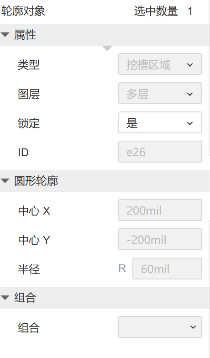 轮廓对象 选中数量 1
属性
类型 挖槽区域
图层 多层
锁定 是
ID e26
圆形轮廓
中心 X 200mil
中心 Y -200mil
半径 R 60mil
组合
组合